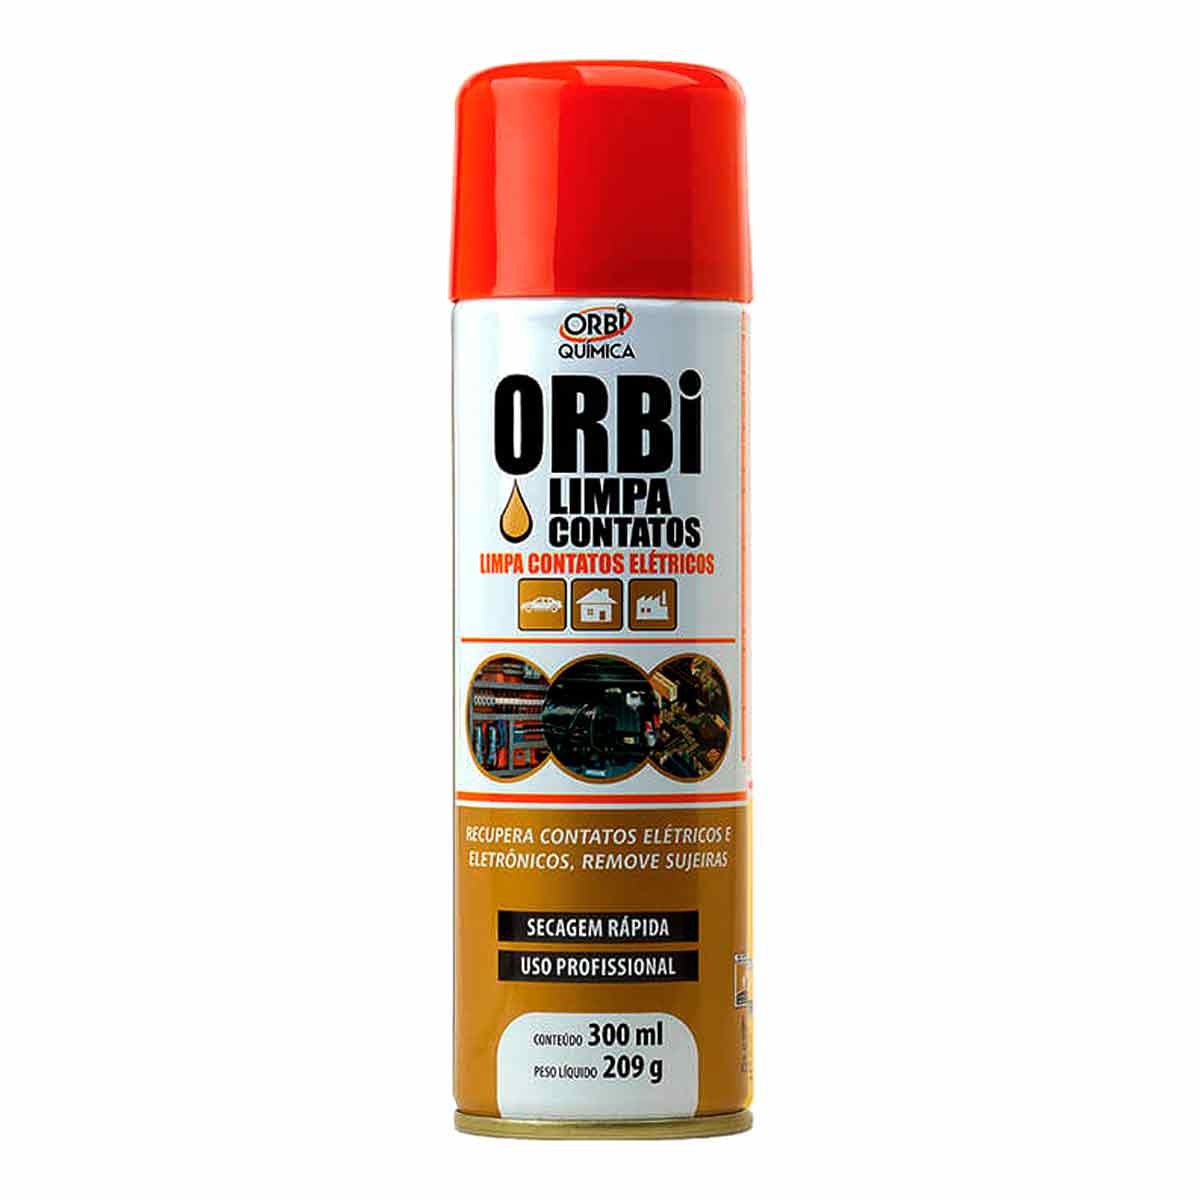 ORBi
QUÍMICA
ORBi
LIMPA
CONTATOS
LIMPA CONTATOS ELÉTRICOS
RECUPERA CONTATOS ELÉTRICOS E
ELETRÔNICOS, REMOVE SUJEIRAS
SECAGEM RÁPIDA
USO PROFISSIONAL
CONTEÚDO 300 ml
PESO LÍQUIDO 209 g